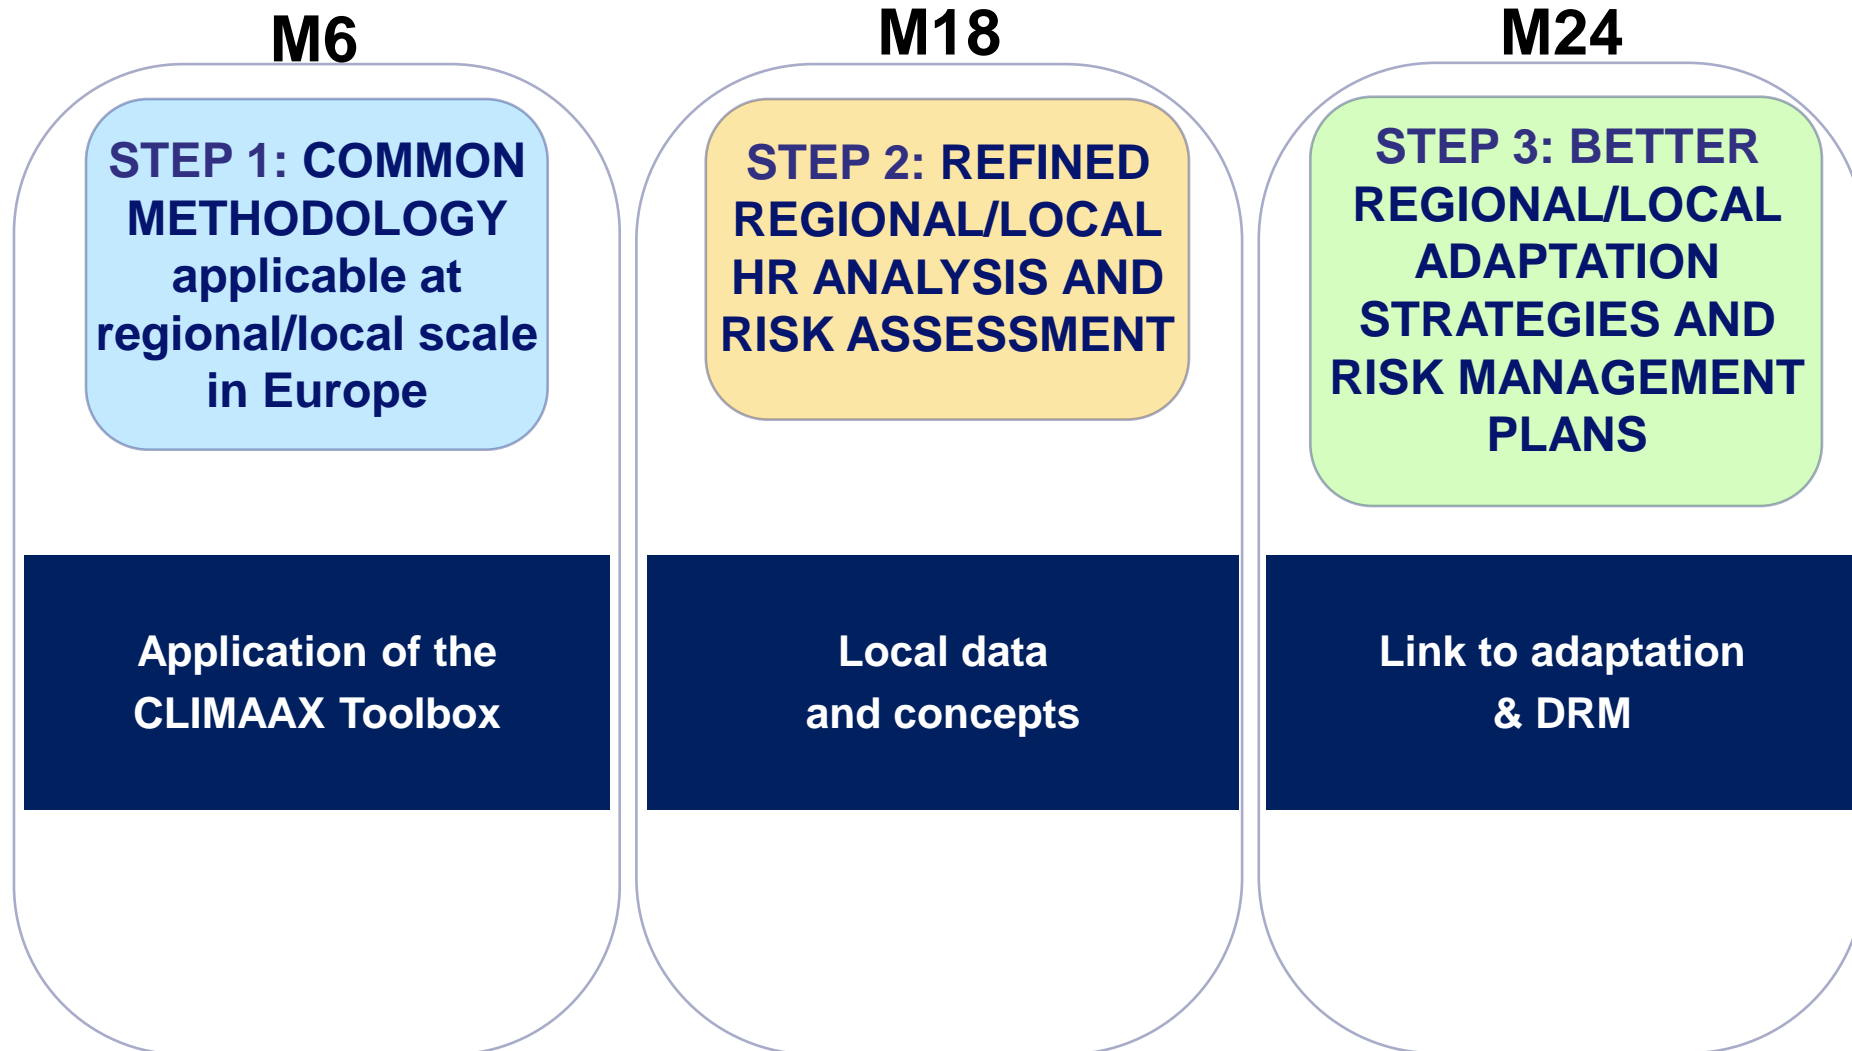 M6
STEP 1: COMMON
METHODOLOGY
applicable at
regional/local scale
in Europe
Application of the
CLIMAAX Toolbox
M18
STEP 2: REFINED
REGIONAL/LOCAL
HR ANALYSIS AND
RISK ASSESSMENT
Local data
and concepts
M24
STEP 3: BETTER
REGIONAL/LOCAL
ADAPTATION
STRATEGIES AND
RISK MANAGEMENT
PLANS
Link to adaptation
& DRM